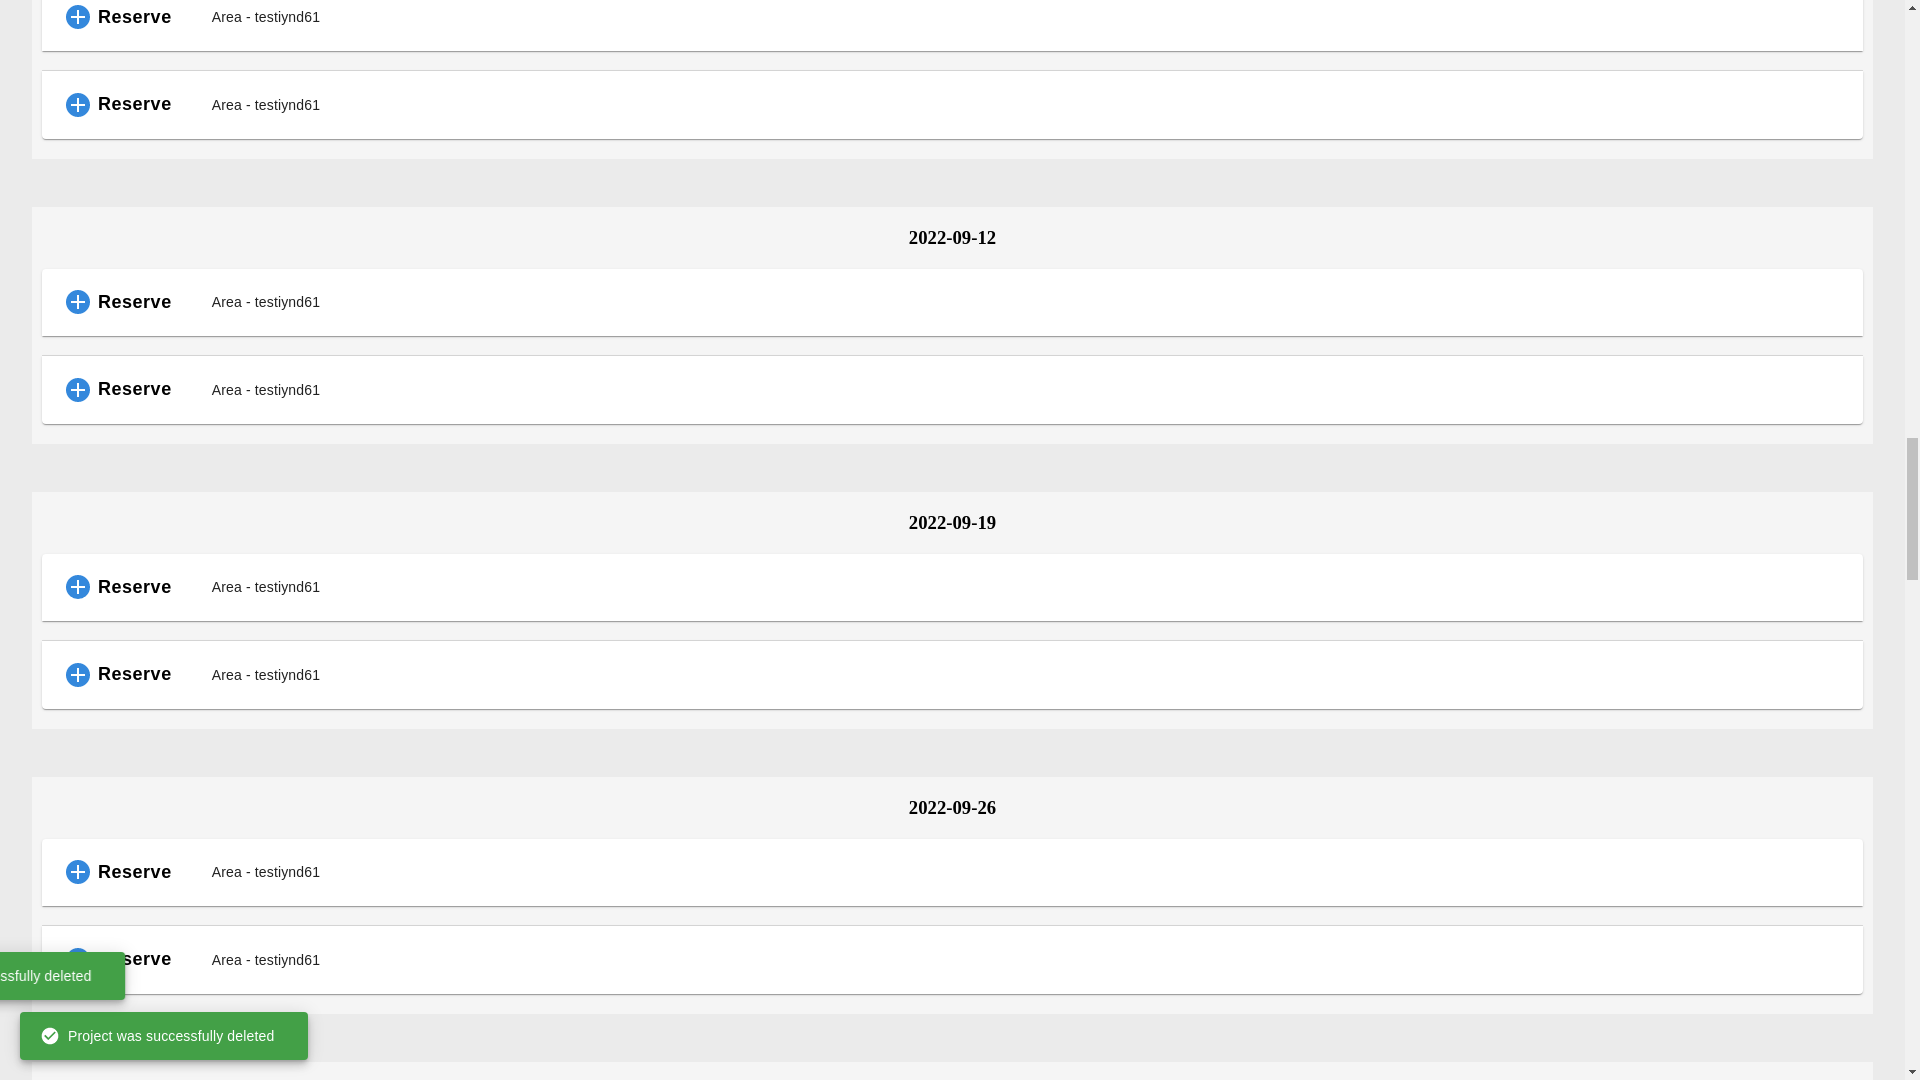 Reserve Area - testiynd61
Reserve Area - testiynd61
2022-09-12
Reserve Area - testiynd61
Reserve Area - testiynd61
2022-09-19
Reserve Area - testiynd61
Reserve Area - testiynd61
2022-09-26
Reserve Area - testiynd61
serve Area - testiynd61
ssfully deleted
Project was successfully deleted